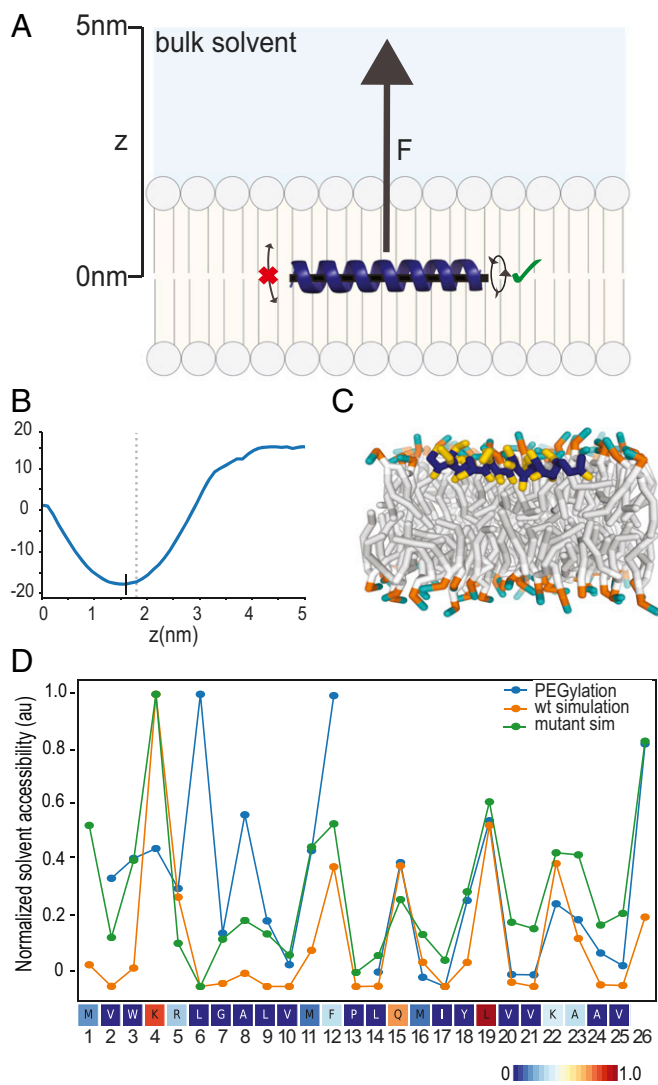 A
5nm
bulk solvent
z
F
0nm
B
20
10
0
-10
-20
0 1 2 3 4 5
z(nm)
C
D
Normalized solvent accessibility (au)
1.0
0.8
0.6
0.4
0.2
0
PEGylation
wt simulation
mutant sim
M V W K R L G A L V M F P L Q M I Y L V V K A A V
1 2 3 4 5 6 7 8 9 10 11 12 13 14 15 16 17 18 19 20 21 22 23 24 25 26
0 1.0